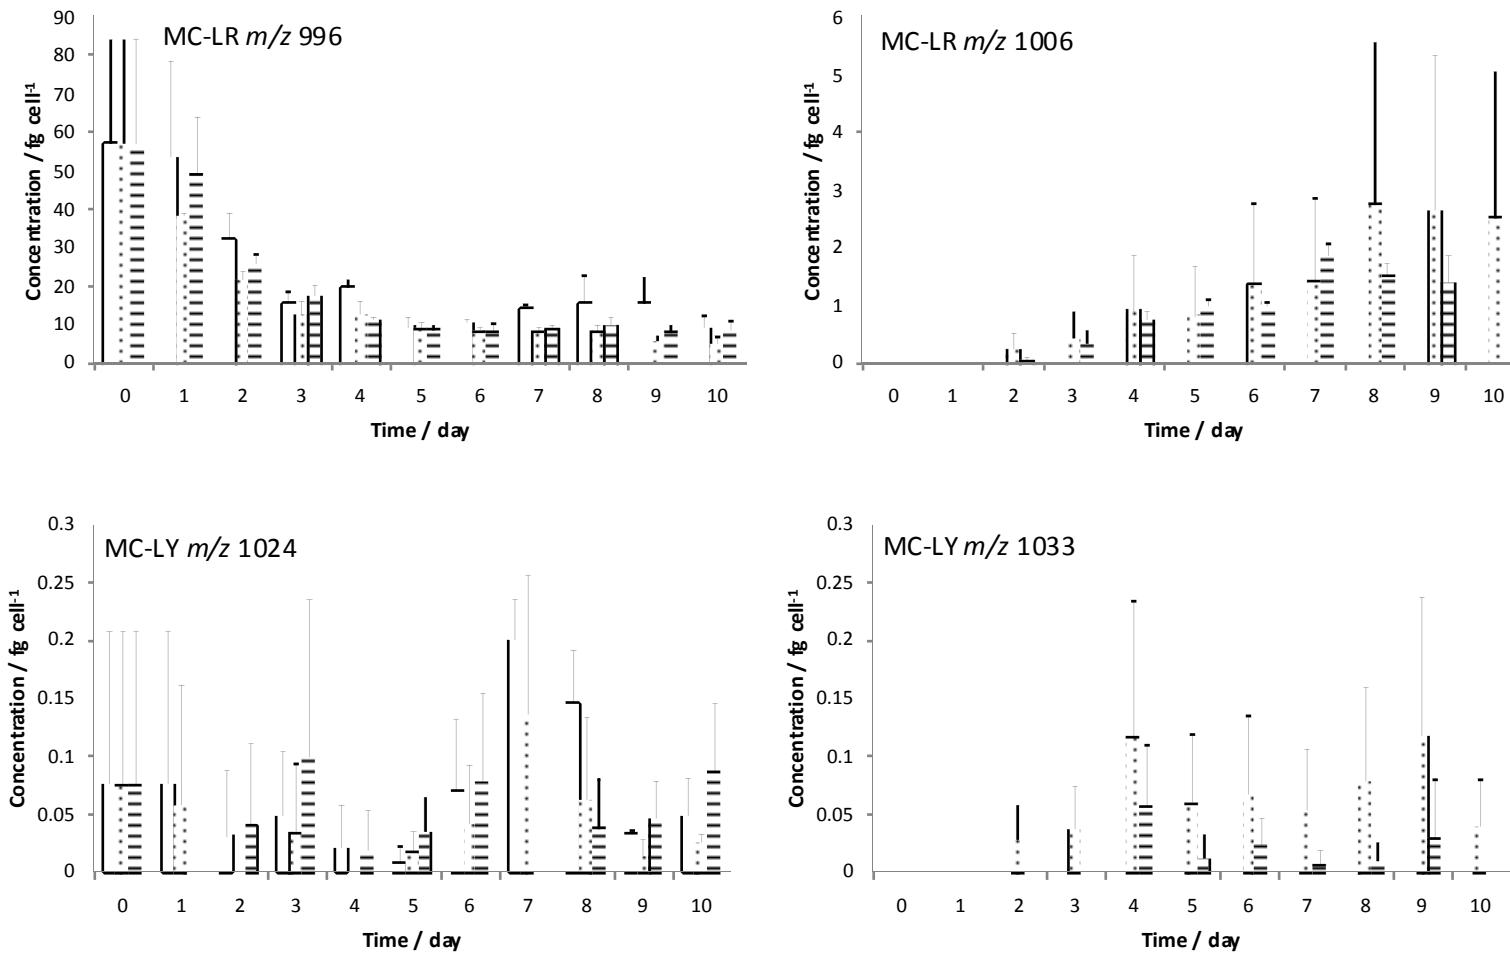 MC-LR m/z 996
Concentration / fg cell-1
90
80
70
60
50
40
30
20
10
0
0 1 2 3 4 5 6 7 8 9 10
Time / day
MC-LR m/z 1006
Concentration / fg cell-1
6
5
4
3
2
1
0
0 1 2 3 4 5 6 7 8 9 10
Time / day
MC-LY m/z 1024
Concentration / fg cell-1
0.3
0.25
0.2
0.15
0.1
0.05
0
0 1 2 3 4 5 6 7 8 9 10
Time / day
MC-LY m/z 1033
Concentration / fg cell-1
0.3
0.25
0.2
0.15
0.1
0.05
0
0 1 2 3 4 5 6 7 8 9 10
Time / day